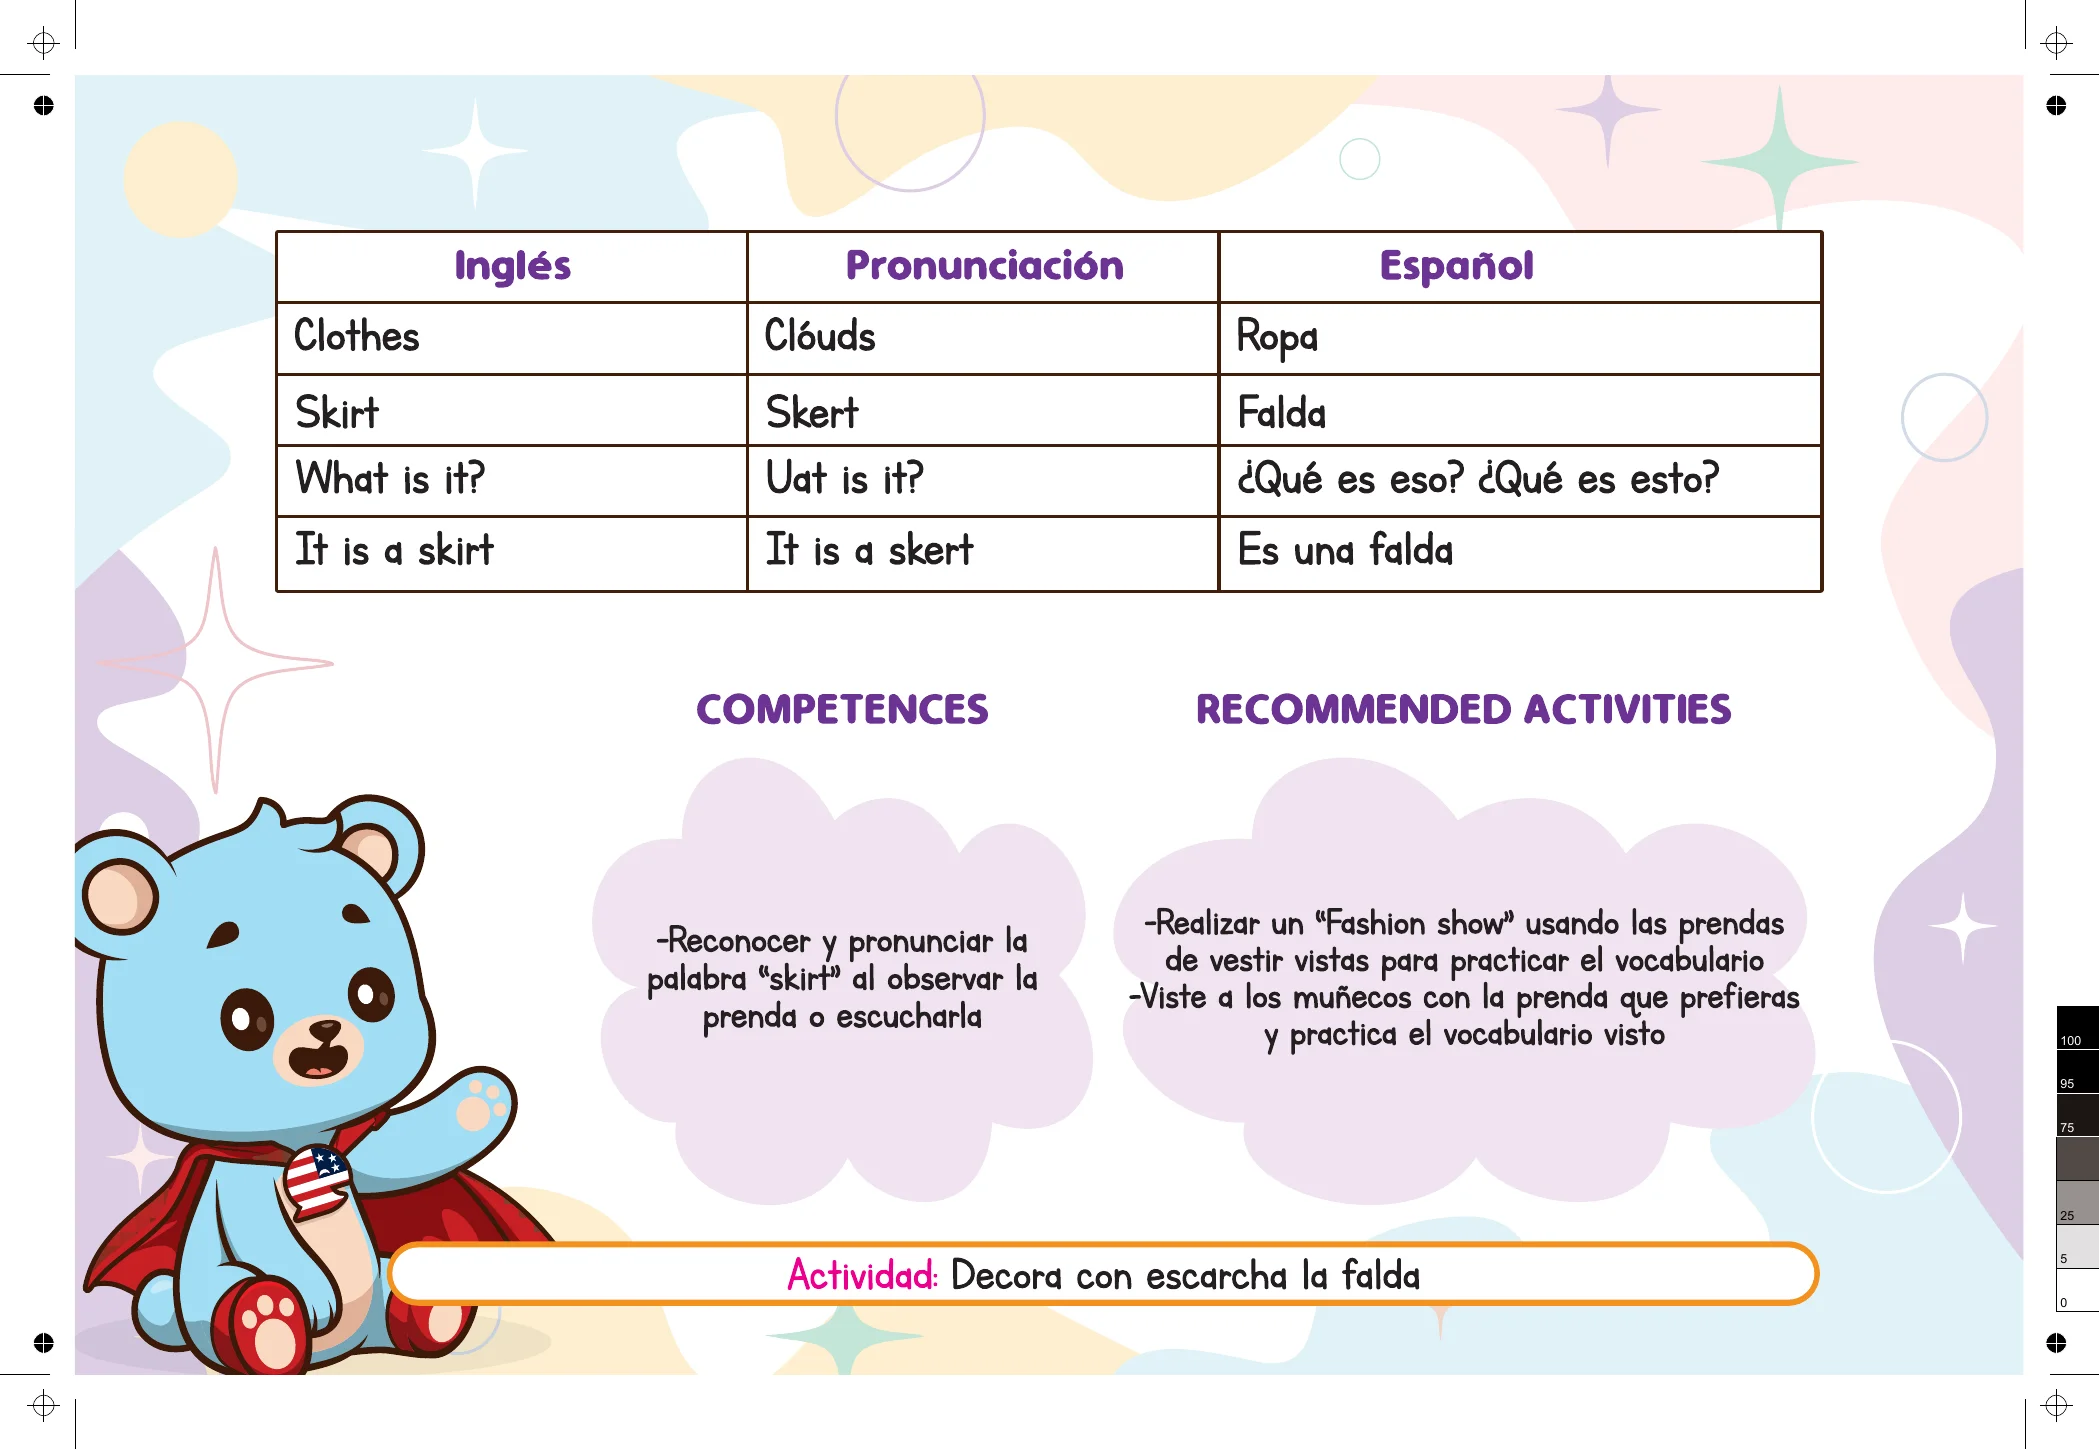 Inglés Pronunciación Español
Clothes Clóuds Ropa
Skirt Skert Falda
What is it? Uat is it? ¿Qué es eso? ¿Qué es esto?
It is a skirt It is a skert Es una falda
COMPETENCES
-Reconocer y pronunciar la
palabra “skirt” al observar la
prenda o escucharla
RECOMMENDED ACTIVITIES
-Realizar un “Fashion show” usando las prendas
de vestir vistas para practicar el vocabulario
-Viste a los muñecos con la prenda que prefieras
y practica el vocabulario visto
100
95
75
25
5
0
Actividad: Decora con escarcha la falda